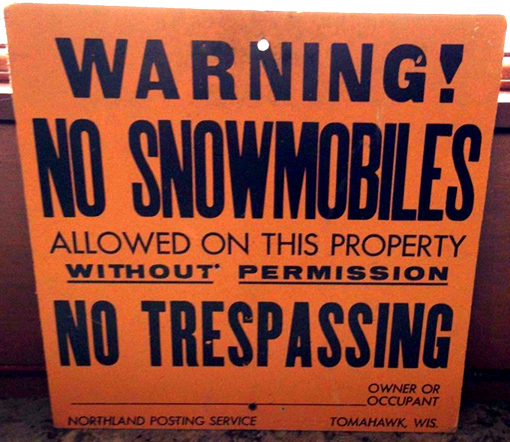 WARNING!
NO SNOWMOBILES
ALLOWED ON THIS PROPERTY
WITHOUT PERMISSION
NO TRESPASSING
OWNER OR
OCCUPANT
NORTHLAND POSTING SERVICE TOMAHAWK, WIS.